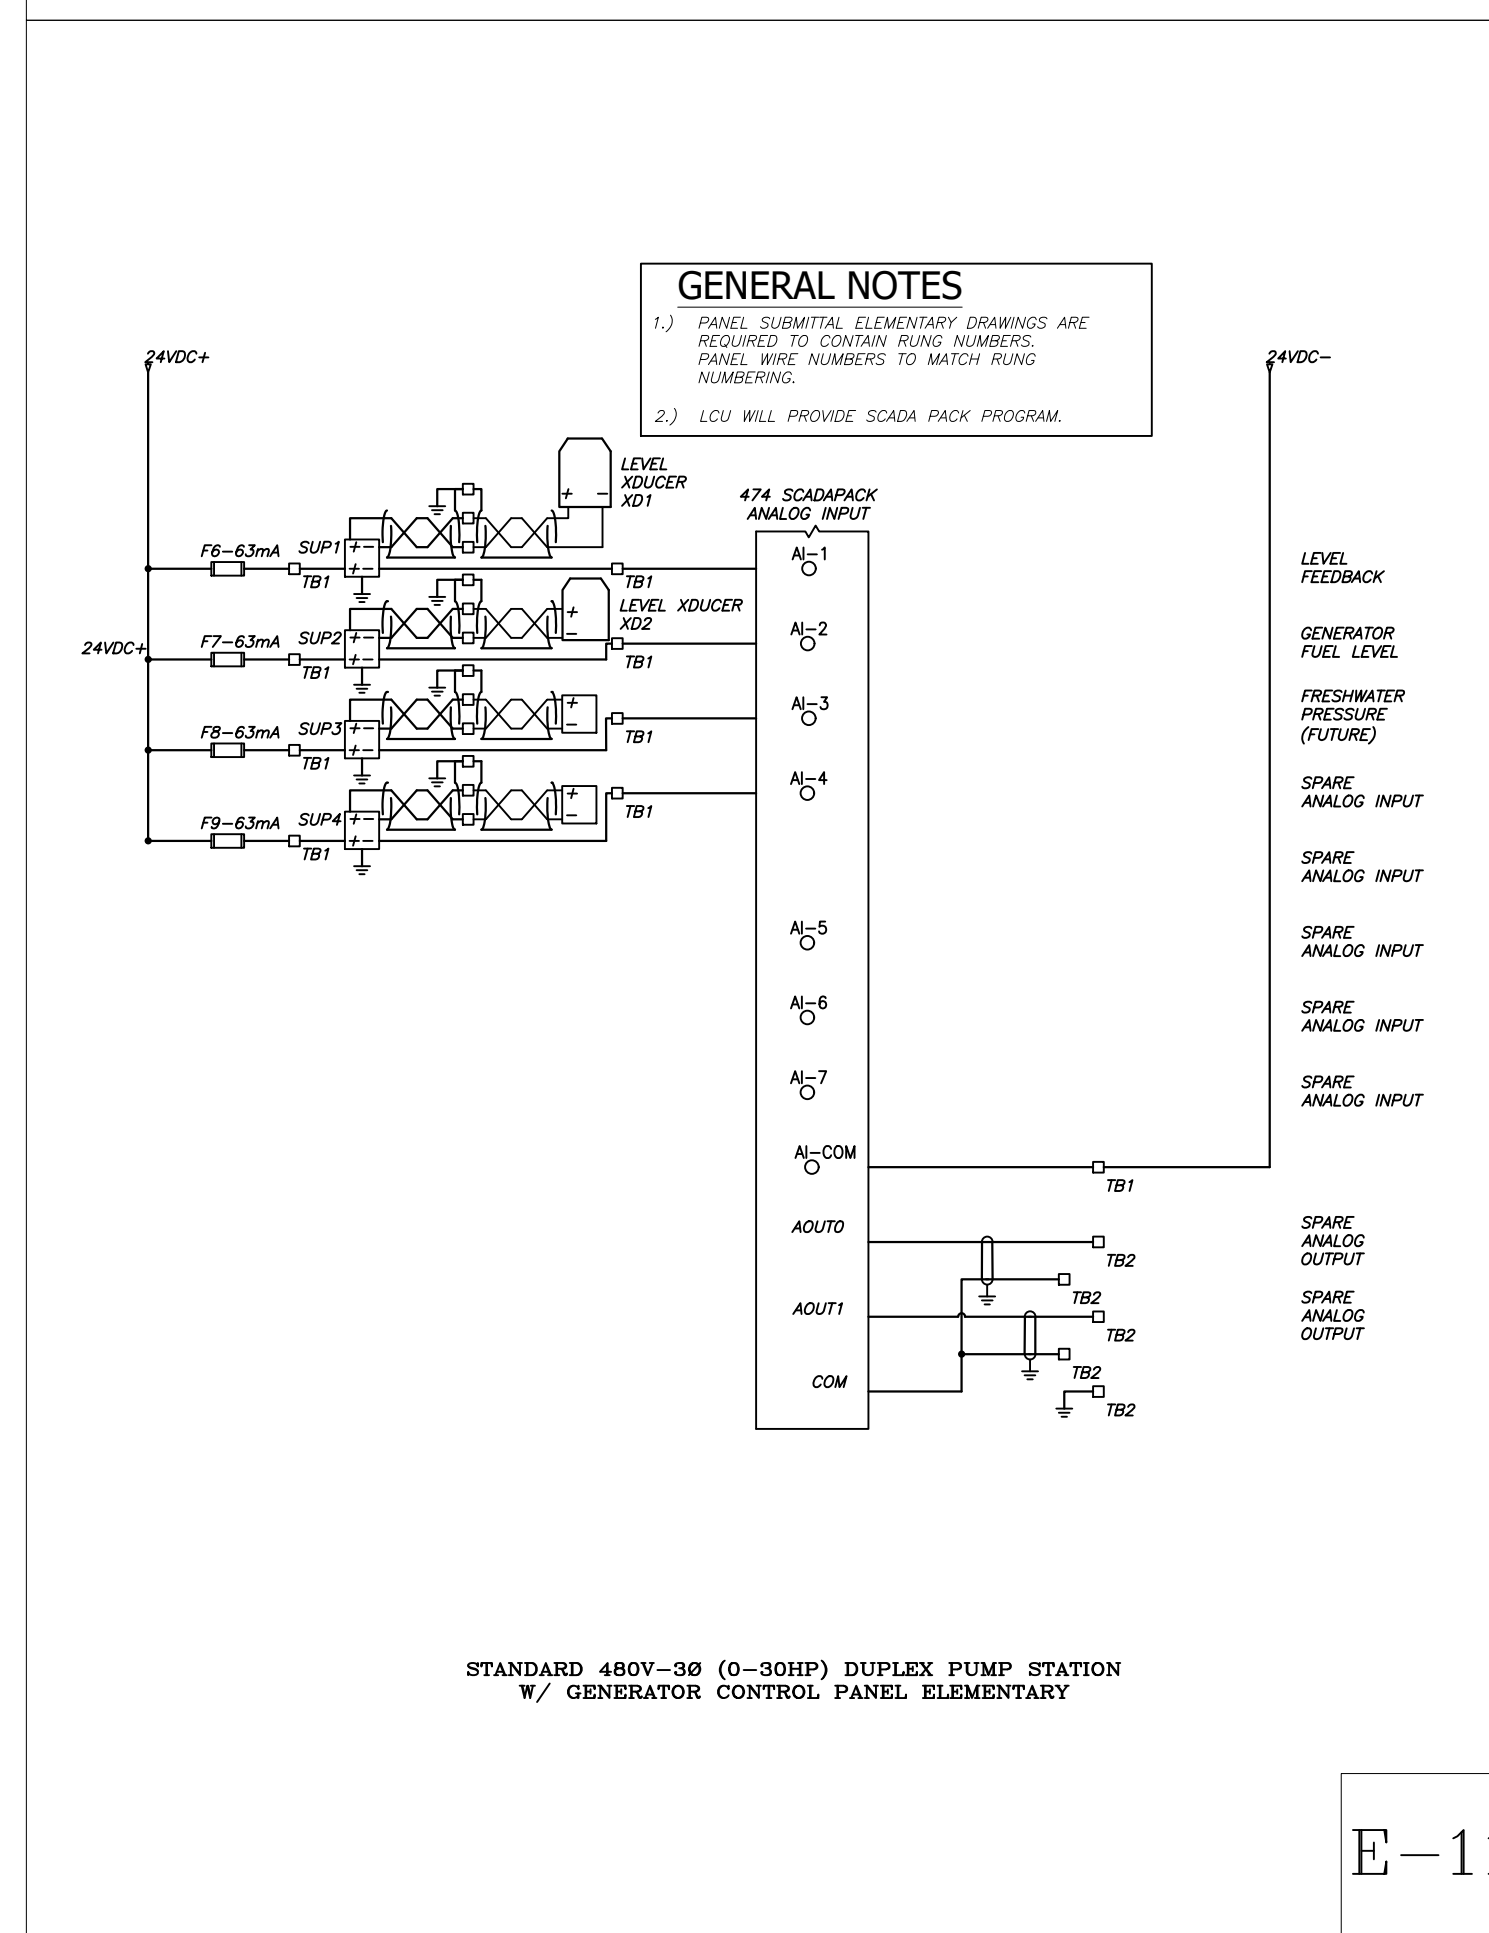 GENERAL NOTES
1.) PANEL SUBMITTAL ELEMENTARY DRAWINGS ARE
REQUIRED TO CONTAIN RUNG NUMBERS.
PANEL WIRE NUMBERS TO MATCH RUNG
NUMBERING.
2.) LCU WILL PROVIDE SCADA PACK PROGRAM.
24VDC+
24VDC-
LEVEL
XDUCER
XD1
+ -
474 SCADAPACK
ANALOG INPUT
F6-63mA
TB1
SUP1
+-
+-
TB1
AI-1
LEVEL
FEEDBACK
24VDC+
F7-63mA
TB1
SUP2
+-
+-
+
-
LEVEL XDUCER
XD2
TB1
AI-2
GENERATOR
FUEL LEVEL
F8-63mA
TB1
SUP3
+-
+-
+
-
TB1
AI-3
FRESHWATER
PRESSURE
(FUTURE)
F9-63mA
TB1
SUP4
+-
+-
+
-
TB1
AI-4
SPARE
ANALOG INPUT
SPARE
ANALOG INPUT
AI-5
SPARE
ANALOG INPUT
AI-6
SPARE
ANALOG INPUT
AI-7
SPARE
ANALOG INPUT
AI-COM
TB1
AOUT0
TB2
SPARE
ANALOG
OUTPUT
TB2
AOUT1
TB2
SPARE
ANALOG
OUTPUT
TB2
COM
TB2
STANDARD 480V-3Ø (0-30HP) DUPLEX PUMP STATION
W/ GENERATOR CONTROL PANEL ELEMENTARY
E-1